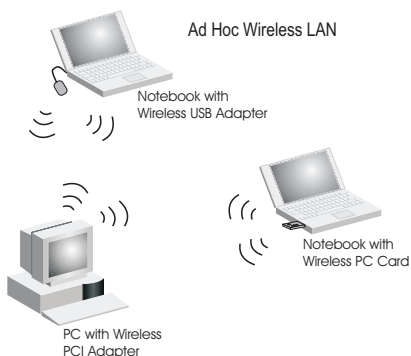 Ad Hoc Wireless LAN
Notebook with
Wireless USB Adapter
Notebook with
Wireless PC Card
PC with Wireless
PCI Adapter